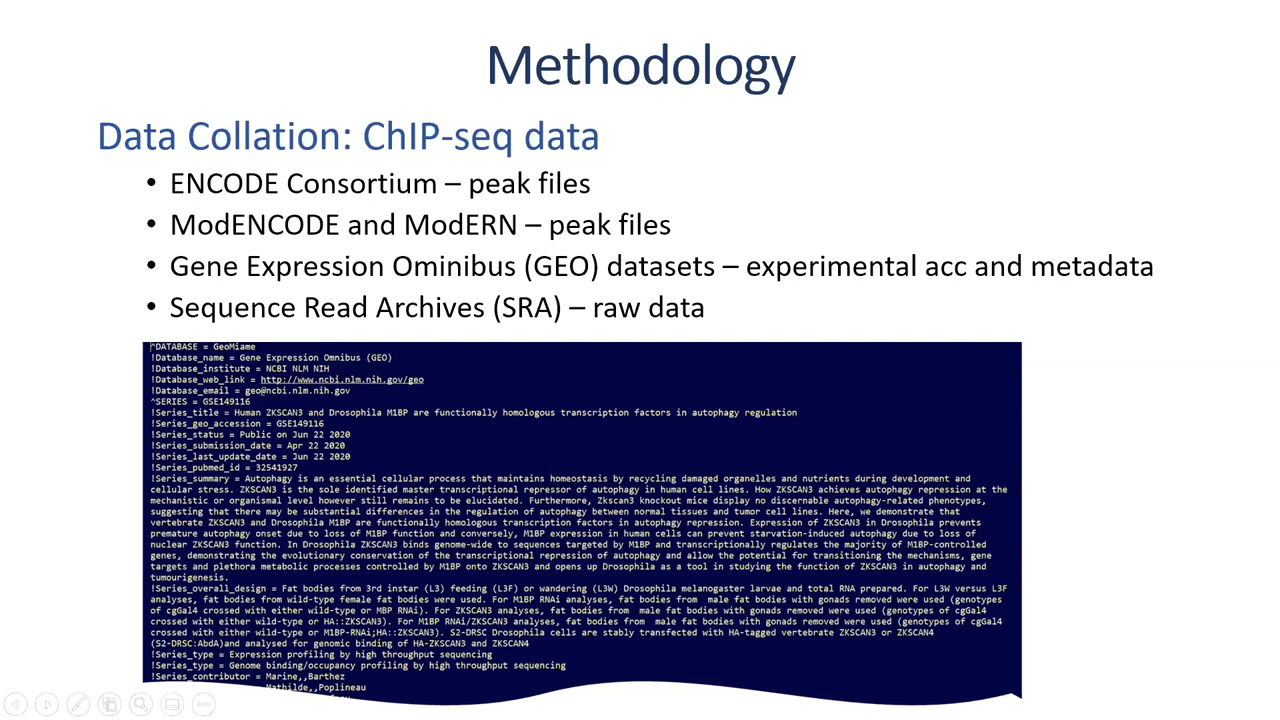 Methodology
Data Collation: ChIP-seq data
• ENCODE Consortium – peak files
• ModENCODE and ModERN – peak files
• Gene Expression Ominibus (GEO) datasets – experimental acc and metadata
• Sequence Read Archives (SRA) – raw data
^DATABASE = GeoMiame
!Database_name = Gene Expression Omnibus (GEO)
!Database_institute = NCBI NLM NIH
!Database_web_link = http://www.ncbi.nlm.nih.gov/geo
!Database_email = geo@ncbi.nlm.nih.gov
^SERIES = GSE149116
!Series_title = Human ZKSCAN3 and Drosophila M1BP are functionally homologous transcription factors in autophagy regulation
!Series_geo_accession = GSE149116
!Series_status = Public on Jun 22 2020
!Series_submission_date = Apr 22 2020
!Series_last_update_date = Jun 22 2020
!Series_pubmed_id = 32541927
!Series_summary = Autophagy is an essential cellular process that maintains homeostasis by recycling damaged organelles and nutrients during development and
cellular stress. ZKSCAN3 is the sole identified master transcriptional repressor of autophagy in human cell lines. How ZKSCAN3 achieves autophagy repression at the
mechanistic or organismal level however still remains to be elucidated. Furthermore, Zkscan3 knockout mice display no discernable autophagy-related phenotypes,
suggesting that there may be substantial differences in the regulation of autophagy between normal tissues and tumor cell lines. Here, we demonstrate that
vertebrate ZKSCAN3 and Drosophila M1BP are functionally homologous transcription factors in autophagy repression. Expression of ZKSCAN3 in Drosophila prevents
premature autophagy onset due to loss of M1BP function and conversely, M1BP expression in human cells can prevent starvation-induced autophagy due to loss of
nuclear ZKSCAN3 function. In Drosophila ZKSCAN3 binds genome-wide to sequences targeted by M1BP and transcriptionally regulates the majority of M1BP-controlled
genes, demonstrating the evolutionary conservation of the transcriptional repression of autophagy and allow the potential for transitioning the mechanisms, gene
targets and plethora metabolic processes controlled by M1BP onto ZKSCAN3 and opens up Drosophila as a tool in studying the function of ZKSCAN3 in autophagy and
tumourigenesis.
!Series_overall_design = Fat bodies from 3rd instar (L3) feeding (L3F) or wandering (L3W) Drosophila melanogaster larvae and total RNA prepared. For L3W versus L3F
analyses, fat bodies from wild-type female fat bodies were used. For M1BP RNAi analyses, fat bodies from  male fat bodies with gonads removed were used (genotypes
of cgGal4 crossed with either wild-type or MBP RNAi). For ZKSCAN3 analyses, fat bodies from  male fat bodies with gonads removed were used (genotypes of cgGal4
crossed with either wild-type or HA::ZKSCAN3). For M1BP RNAi/ZKSCAN3 analyses, fat bodies from  male fat bodies with gonads removed were used (genotypes of cgGal4
crossed with either wild-type or M1BP-RNAi;HA::ZKSCAN3). S2-DRSC Drosophila cells are stably transfected with HA-tagged vertebrate ZKSCAN3 or ZKSCAN4
(S2-DRSC:AbdA)and analysed for genomic binding of HA-ZKSCAN3 and ZKSCAN4
!Series_type = Expression profiling by high throughput sequencing
!Series_type = Genome binding/occupancy profiling by high throughput sequencing
!Series_contributor = Marine,,Barthez
Mathilde,,Poplineau